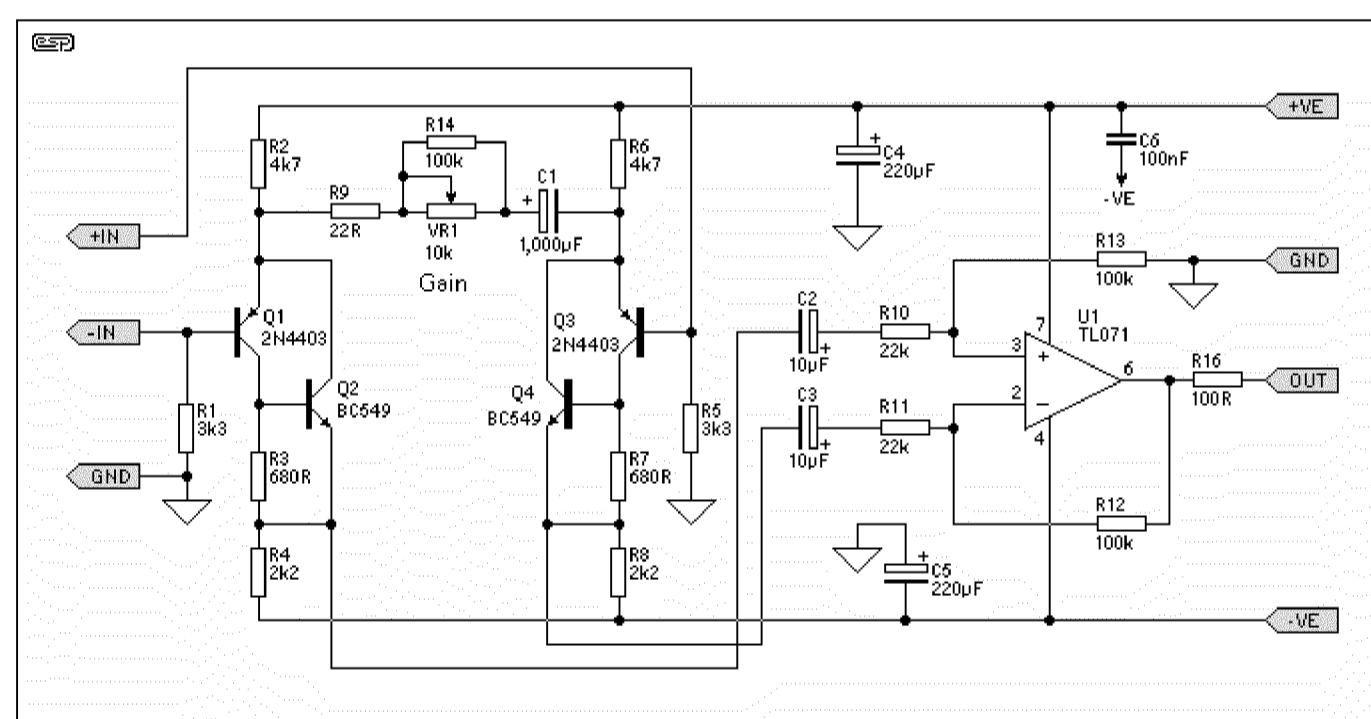 esp
+VE
R14
100k
R2
4k7
R6
4k7
C4
220µF
C6
100nF
-VE
R9
22R
C1
+
1,000µF
VR1
10k
Gain
+IN
R13
100k
GND
-IN
Q1
2N4403
Q3
2N4403
C2
10µF
+
R10
22k
U1
TL071
7
3
+
2
−
6
4
R16
100R
OUT
Q2
BC549
Q4
BC549
R1
3k3
R5
3k3
C3
10µF
+
R11
22k
GND
R3
680R
R7
680R
R12
100k
R4
2k2
R8
2k2
+
C5
220µF
-VE
+